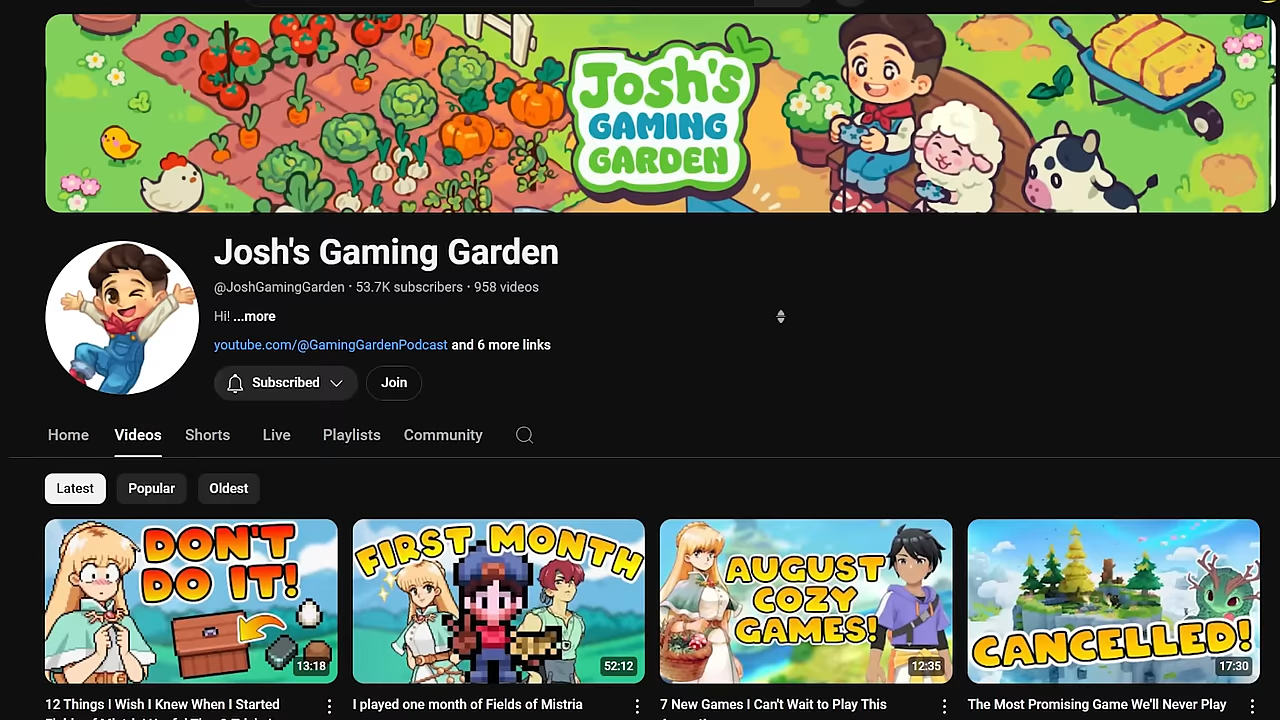 Josh's
GAMING
GARDEN
Josh's Gaming Garden
@JoshGamingGarden · 53.7K subscribers · 958 videos
Hi! ...more
youtube.com/@GamingGardenPodcast and 6 more links
Subscribed
Join
Home
Videos
Shorts
Live
Playlists
Community
Latest
Popular
Oldest
DON'T
DO IT!
13:18
FIRST MONTH
52:12
AUGUST
COZY
GAMES!
12:35
CANCELLED!
17:30
12 Things I Wish I Knew When I Started
I played one month of Fields of Mistria
7 New Games I Can't Wait to Play This
The Most Promising Game We'll Never Play